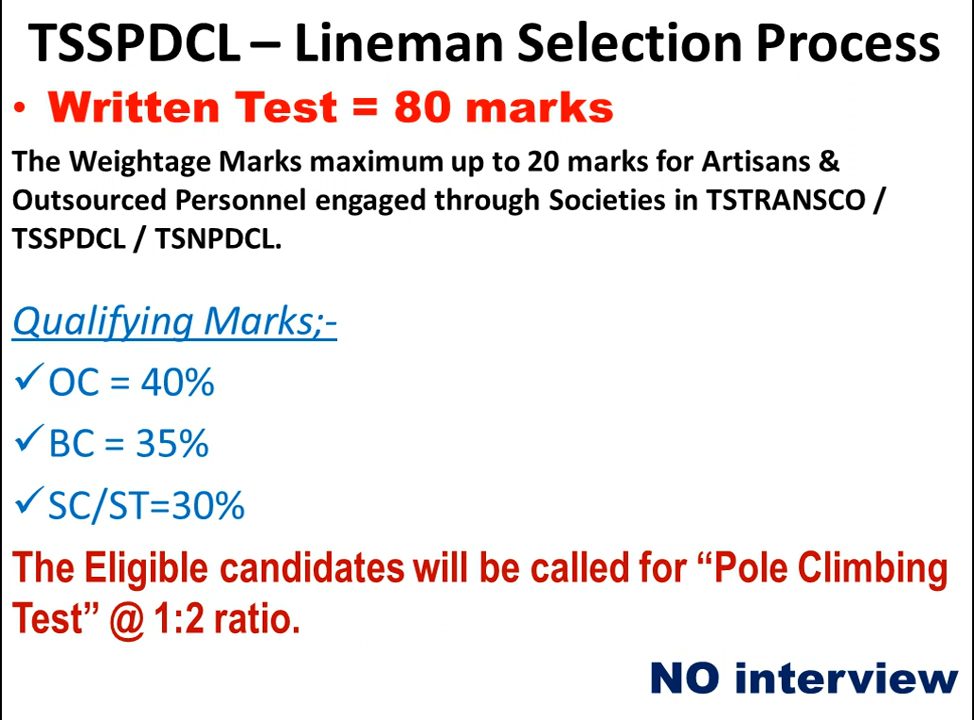 TSSPDCL – Lineman Selection Process
• Written Test = 80 marks
The Weightage Marks maximum up to 20 marks for Artisans &
Outsourced Personnel engaged through Societies in TSTRANSCO /
TSSPDCL / TSNPDCL.
Qualifying Marks;-
✓OC = 40%
✓BC = 35%
✓SC/ST=30%
The Eligible candidates will be called for “Pole Climbing
Test” @ 1:2 ratio.
NO interview